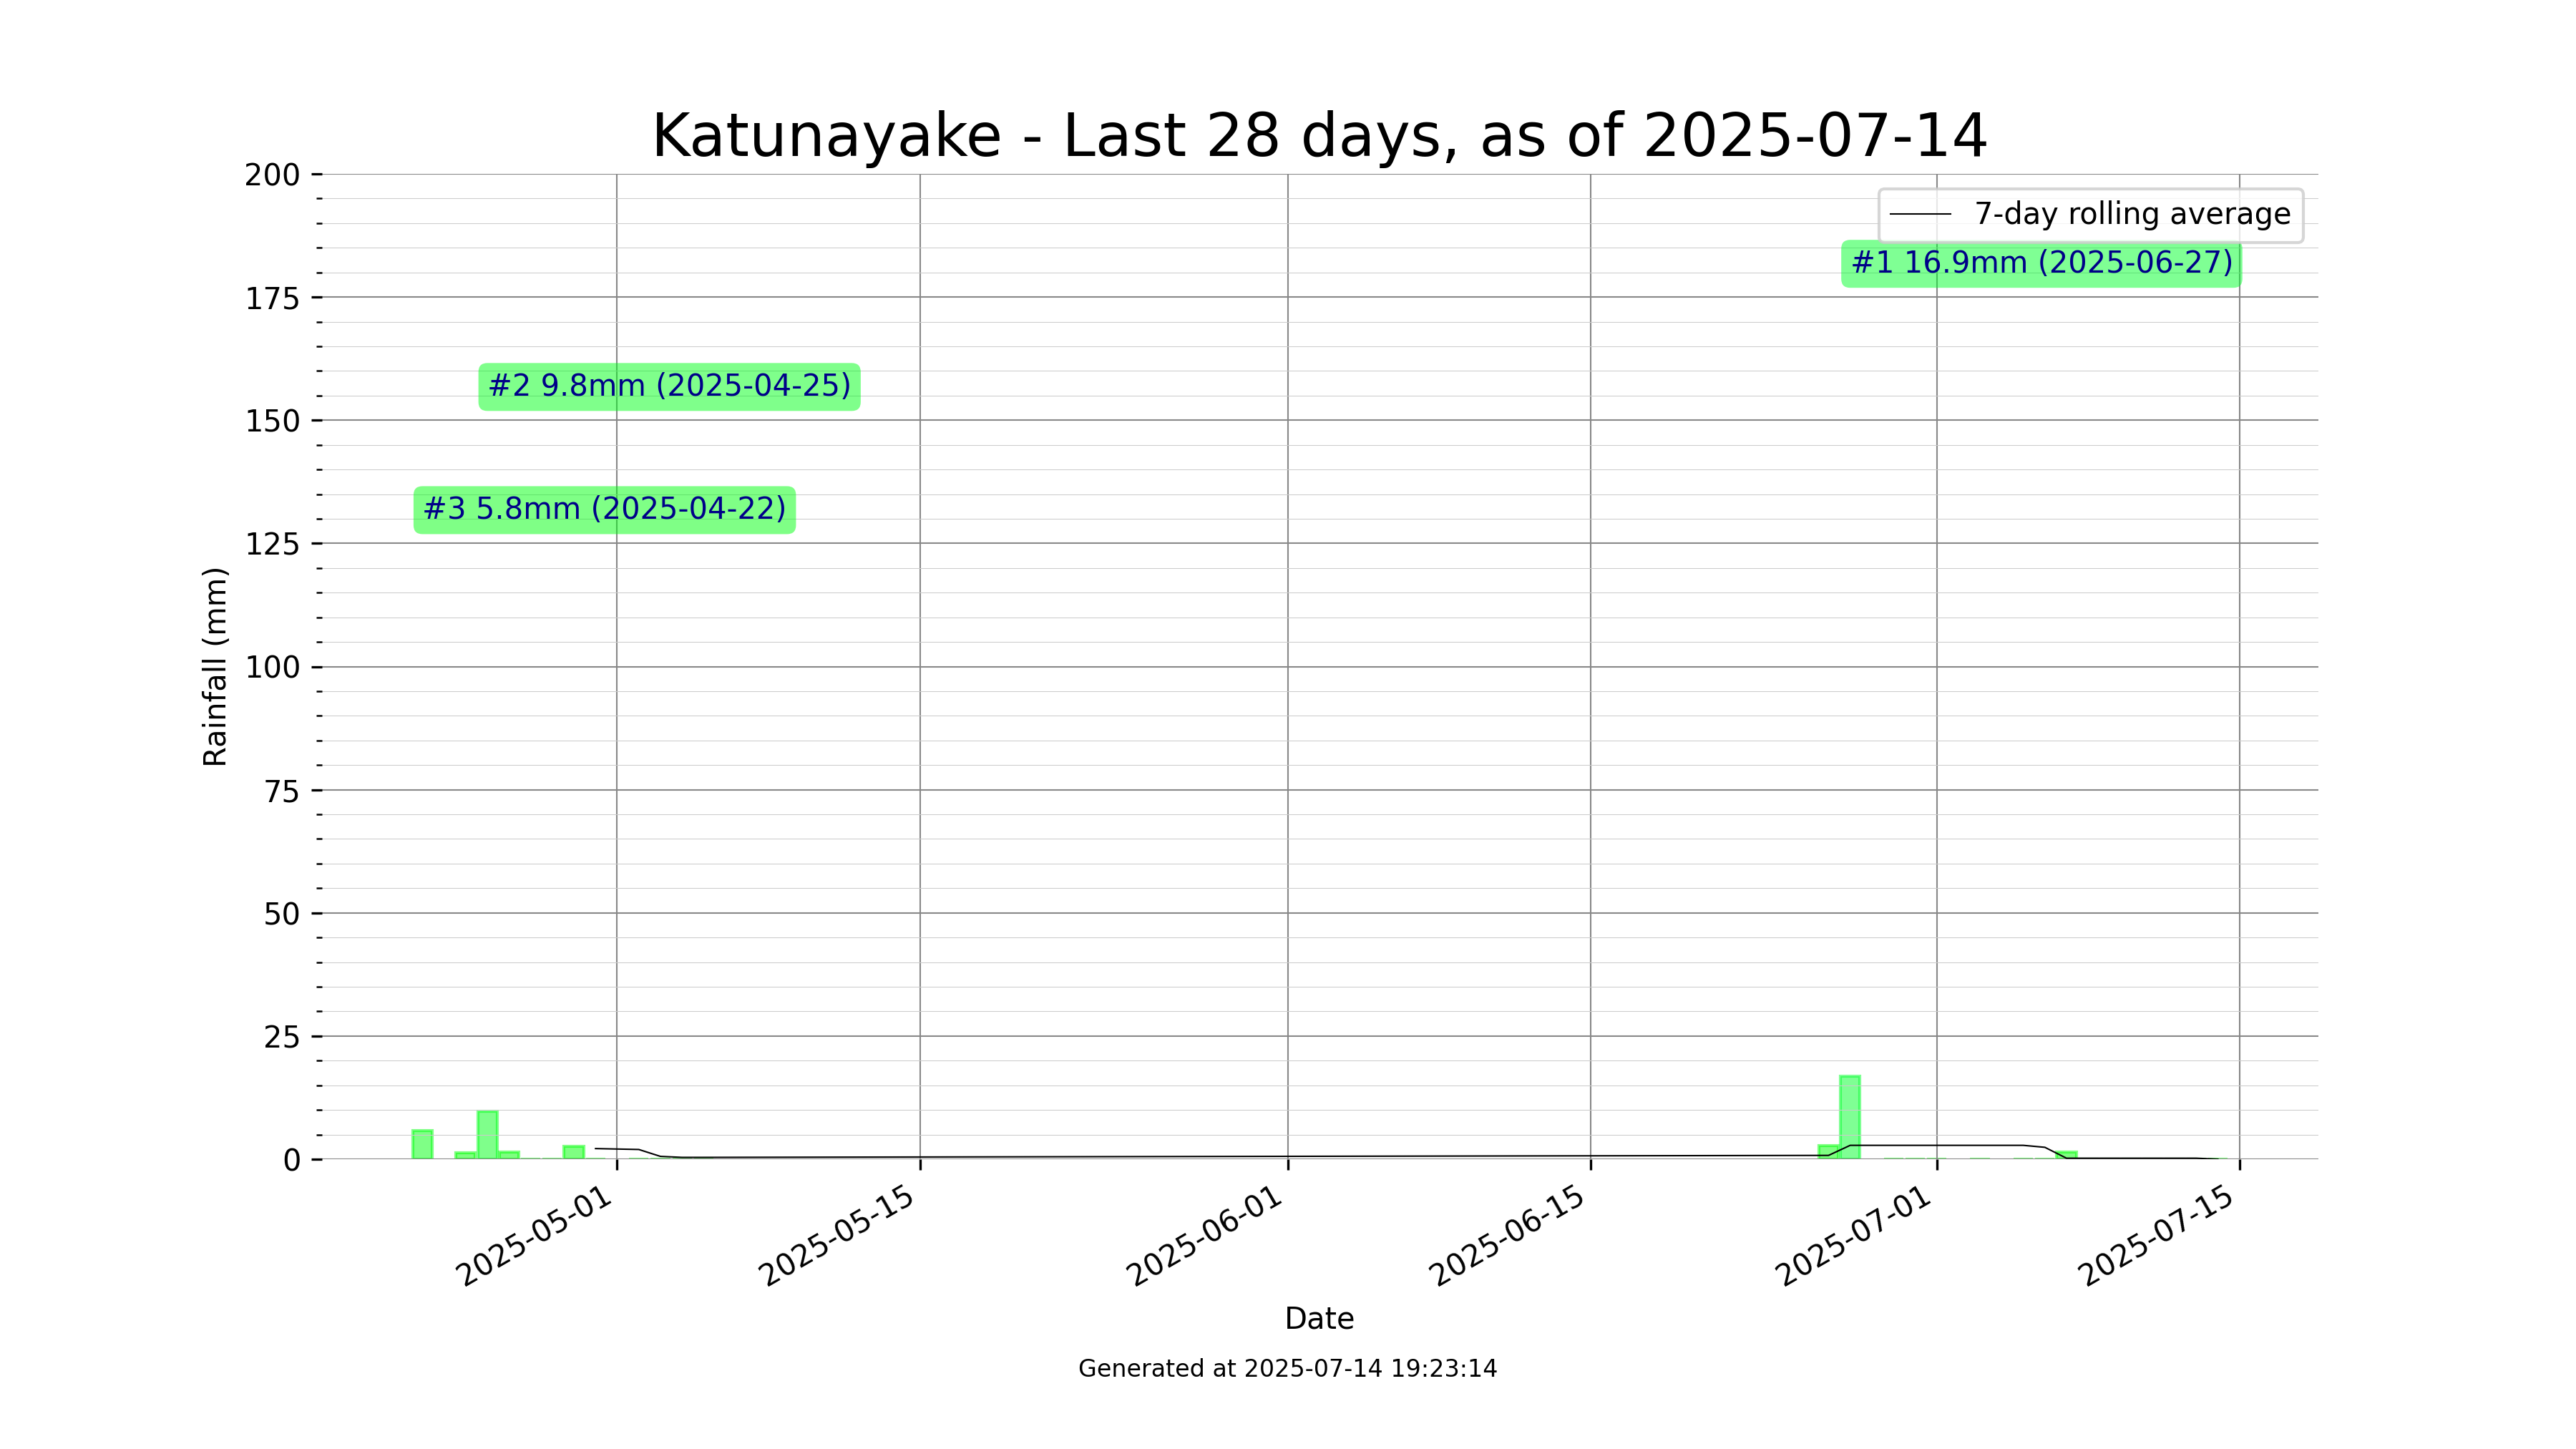 Katunayake - Last 28 days, as of 2025-07-14
7-day rolling average
#1 16.9mm (2025-06-27)
#2 9.8mm (2025-04-25)
#3 5.8mm (2025-04-22)
Rainfall (mm)
200
175
150
125
100
75
50
25
0
2025-05-01
2025-05-15
2025-06-01
2025-06-15
2025-07-01
2025-07-15
Date
Generated at 2025-07-14 19:23:14